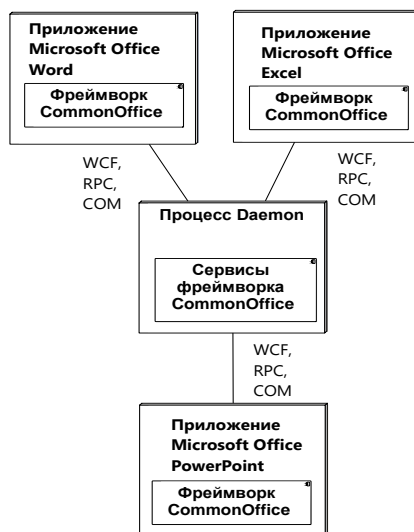 Приложение
Microsoft Office
Word
Фреймворк
CommonOffice
Приложение
Microsoft Office
Excel
Фреймворк
CommonOffice
WCF,
RPC,
COM
WCF,
RPC,
COM
Процесс Daemon
Сервисы
фреймворка
CommonOffice
WCF,
RPC,
COM
Приложение
Microsoft Office
PowerPoint
Фреймворк
CommonOffice